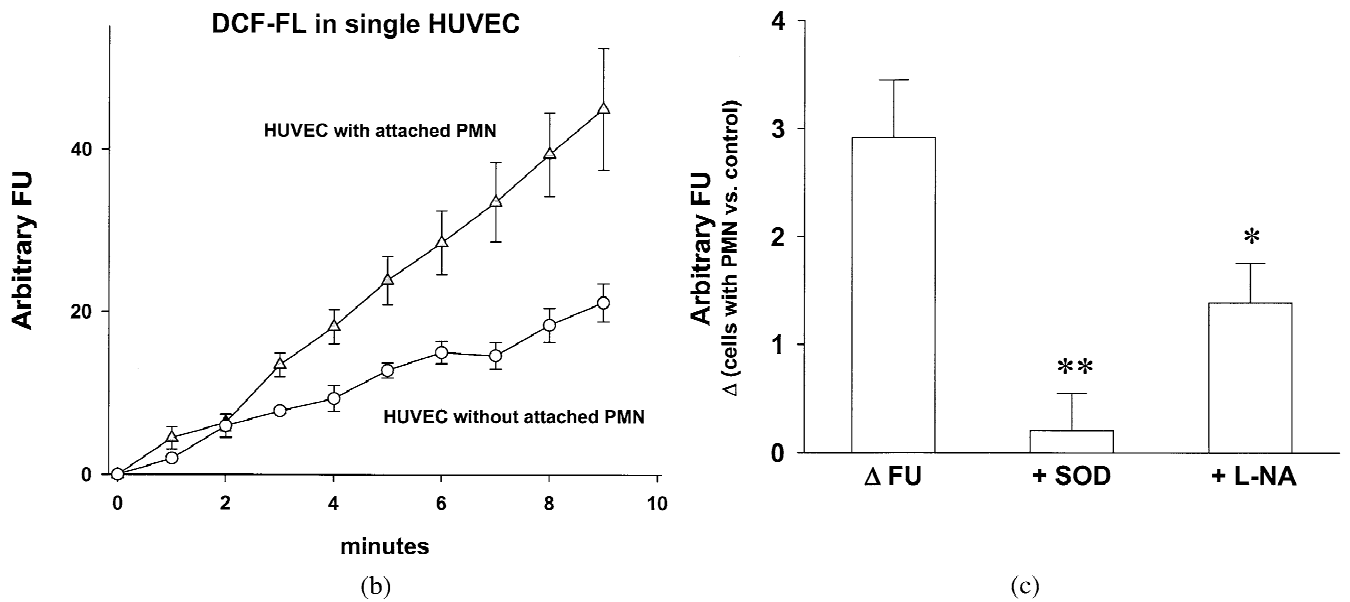 DCF-FL in single HUVEC
Arbitrary FU
40
20
0
HUVEC with attached PMN
HUVEC without attached PMN
0 2 4 6 8 10
minutes
(b)
Arbitrary FU
Δ (cells with PMN vs. control)
4
3
2
1
0
**
*
Δ FU + SOD + L-NA
(c)